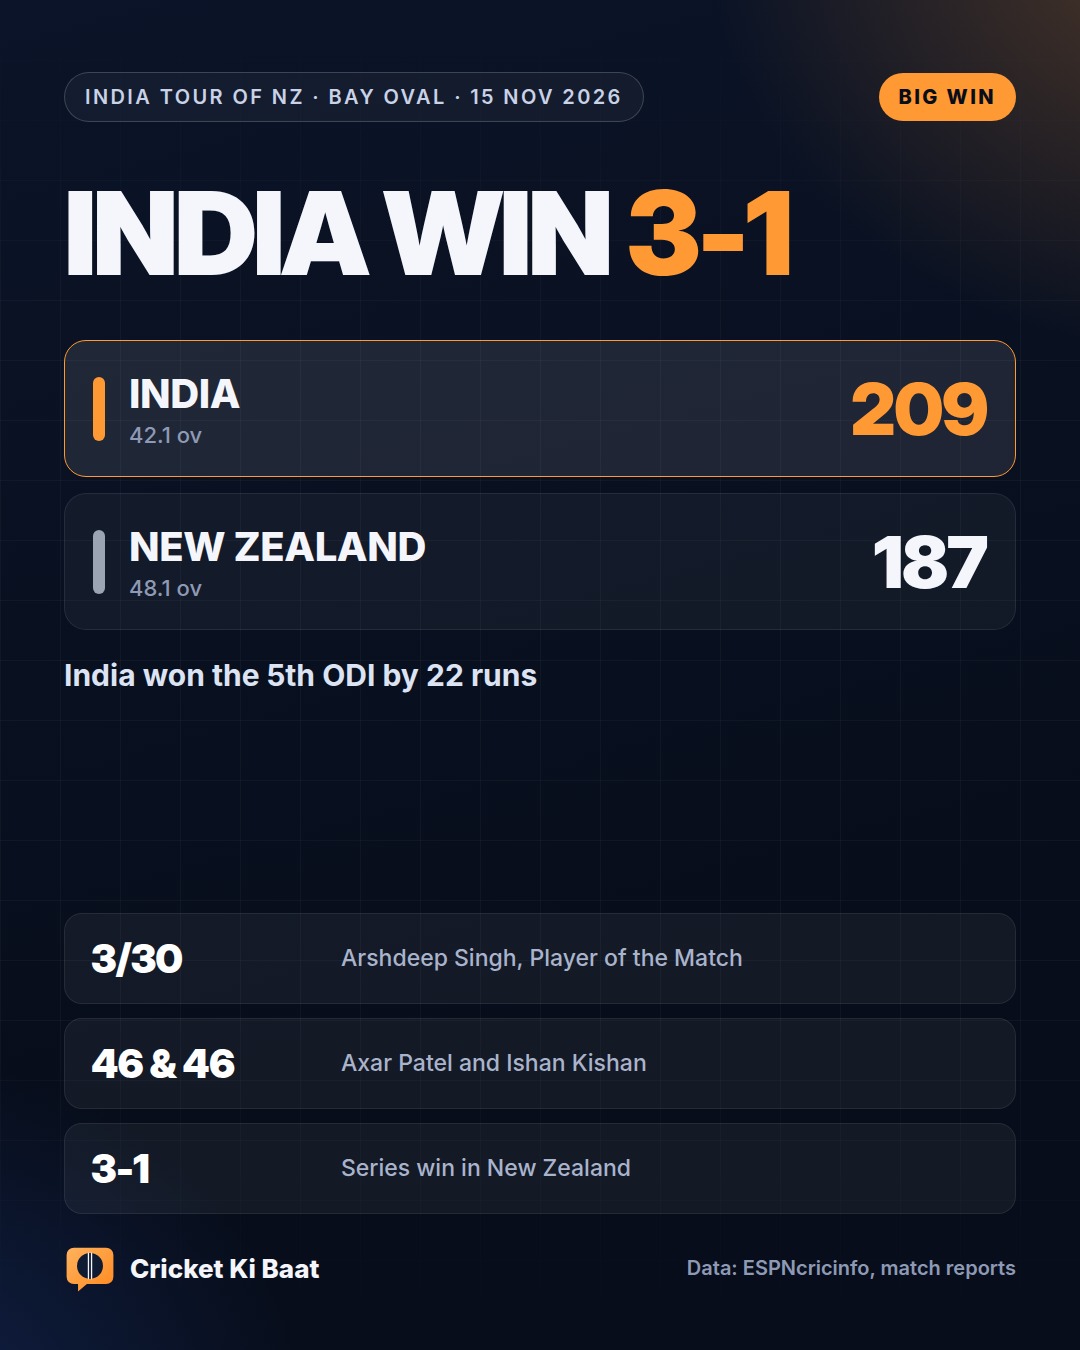 INDIA TOUR OF NZ · BAY OVAL · 15 NOV 2026
BIG WIN
INDIA WIN 3-1
INDIA
42.1 ov
209
NEW ZEALAND
48.1 ov
187
India won the 5th ODI by 22 runs
3/30
Arshdeep Singh, Player of the Match
46 & 46
Axar Patel and Ishan Kishan
3-1
Series win in New Zealand
Cricket Ki Baat
Data: ESPNcricinfo, match reports